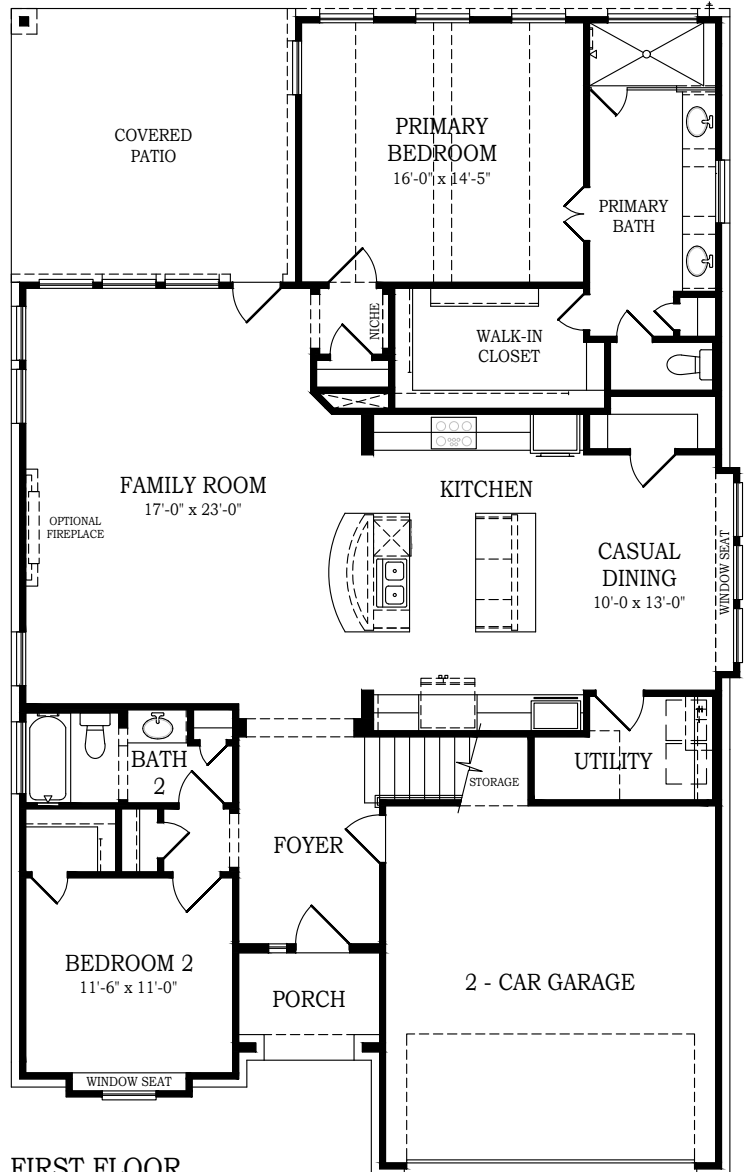 COVERED
PATIO
PRIMARY
BEDROOM
16'-0" x 14'-5"
PRIMARY
BATH
NICHE
WALK-IN
CLOSET
FAMILY ROOM
17'-0" x 23'-0"
OPTIONAL
FIREPLACE
KITCHEN
CASUAL
DINING
10'-0 x 13'-0"
WINDOW SEAT
BATH
2
UTILITY
STORAGE
FOYER
BEDROOM 2
11'-6" x 11'-0"
PORCH
2 - CAR GARAGE
WINDOW SEAT
FIRST FLOOR